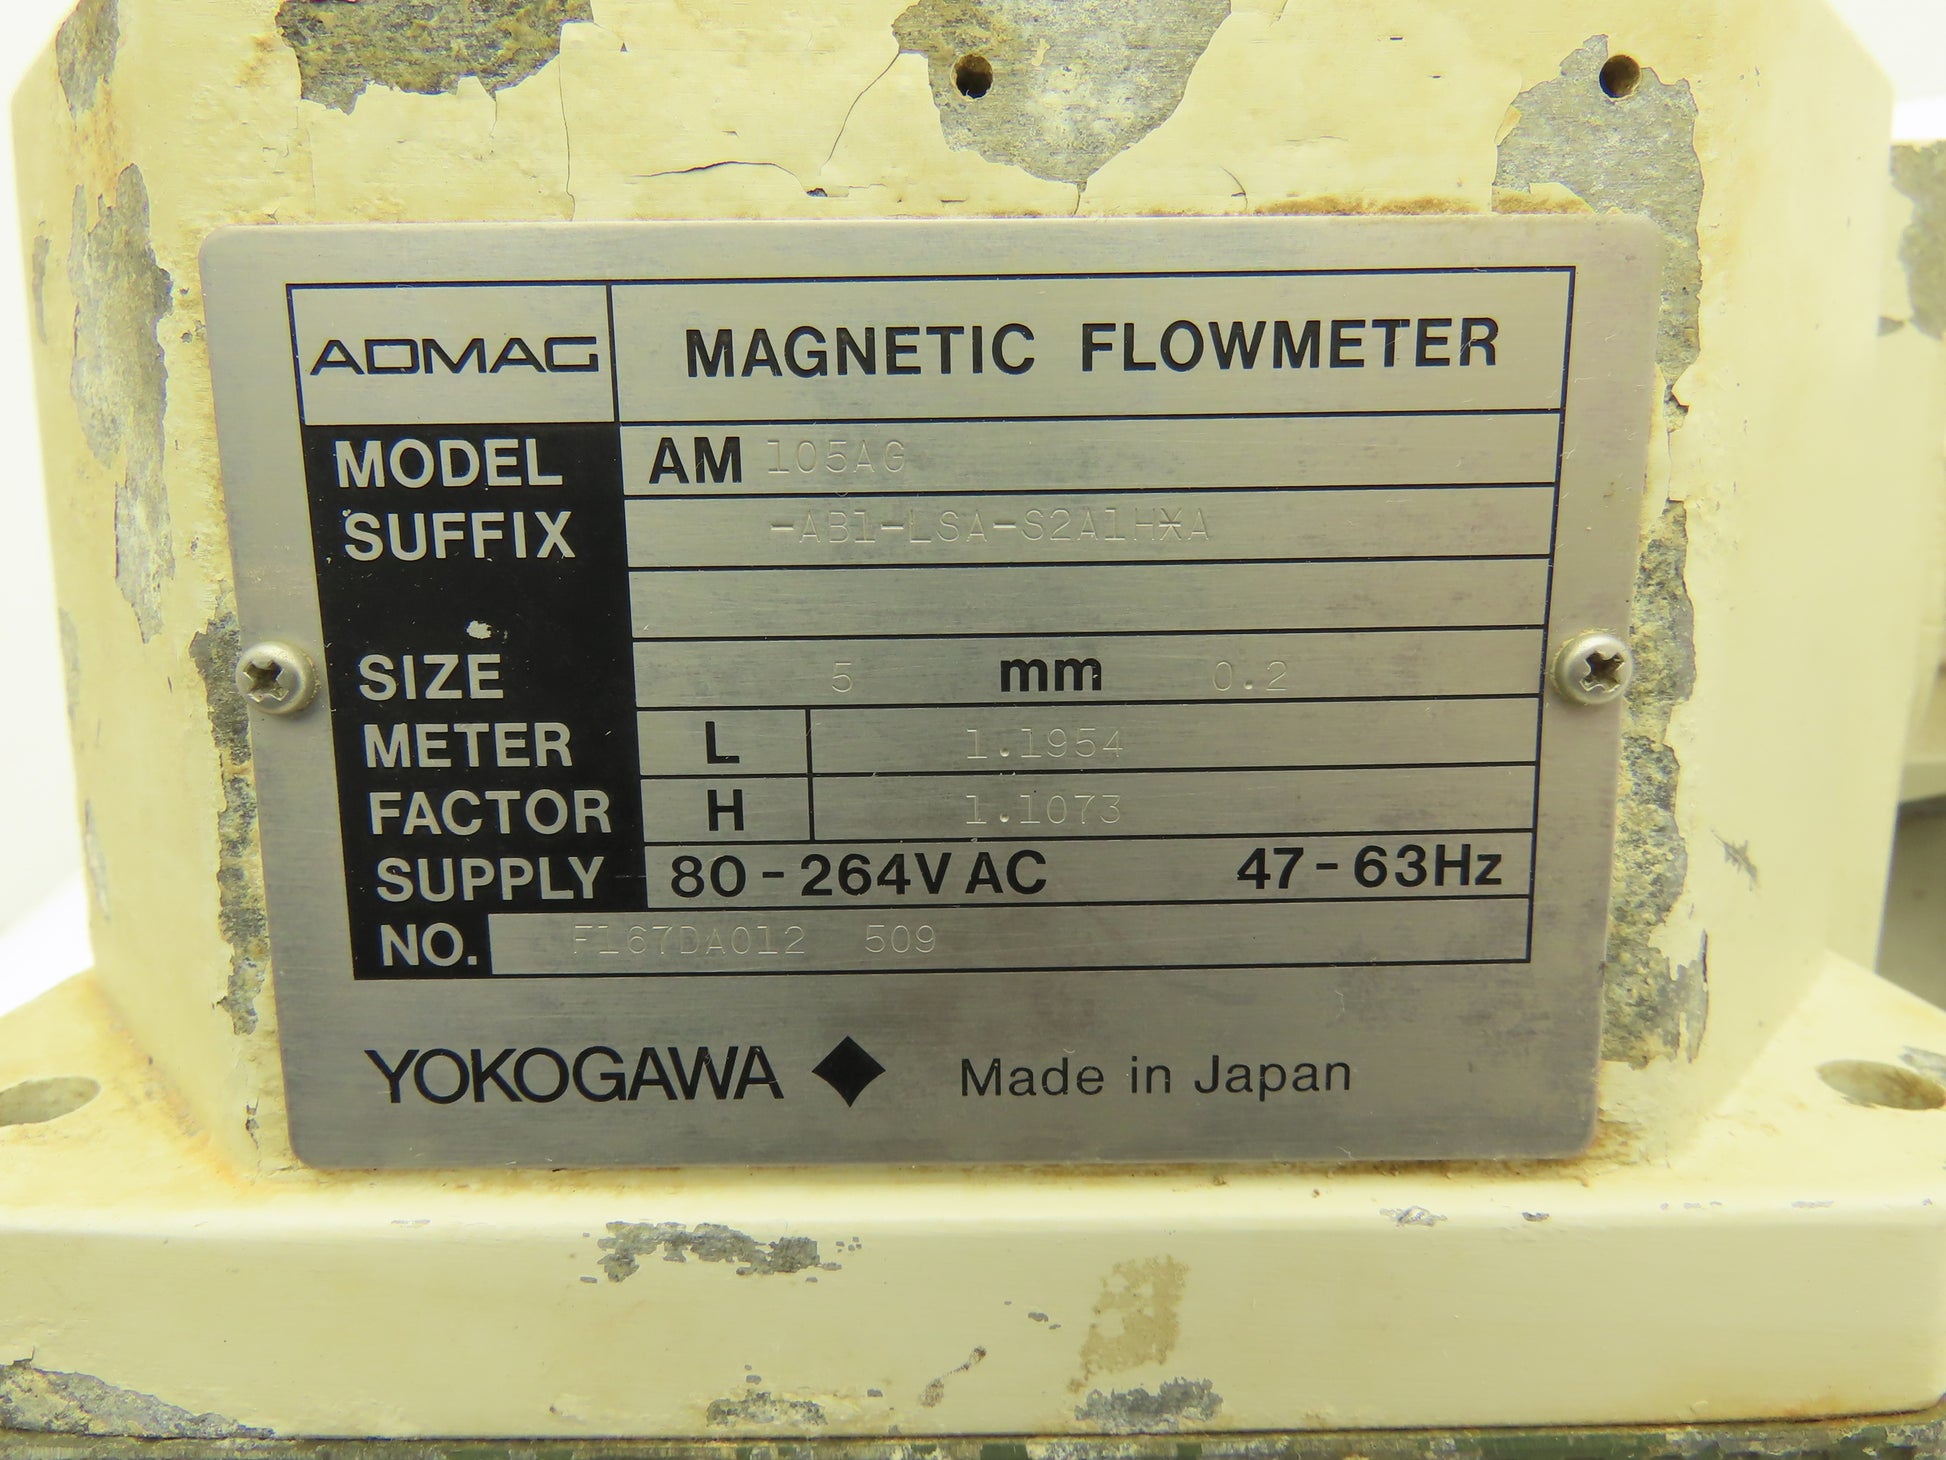 ADMAG MAGNETIC FLOWMETER
MODEL AM 105AG
SUFFIX -AB1-LSA-S2A1H*A
SIZE 5 mm 0.2
METER L 1.1954
FACTOR H 1.1073
SUPPLY 80-264V AC 47-63Hz
NO. F167DA012 509
YOKOGAWA Made in Japan